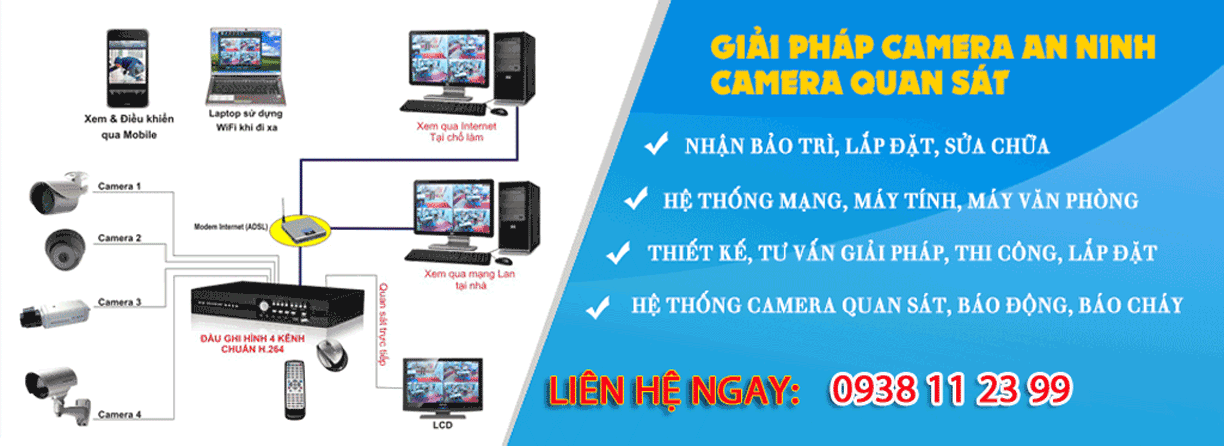 Xem & Điều khiển
qua Mobile
Laptop sử dụng
WiFi khi đi xa
Xem qua Internet
Tại chỗ làm
Camera 1
Camera 2
Camera 3
Camera 4
Modem Internet (ADSL)
Xem qua mạng Lan
tại nhà
ĐẦU GHI HÌNH 4 KÊNH
CHUẨN H.264
Quan sát trực tiếp
LCD
GIẢI PHÁP CAMERA AN NINH
CAMERA QUAN SÁT
NHẬN BẢO TRÌ, LẮP ĐẶT, SỬA CHỮA
HỆ THỐNG MẠNG, MÁY TÍNH, MÁY VĂN PHÒNG
THIẾT KẾ, TƯ VẤN GIẢI PHÁP, THI CÔNG, LẮP ĐẶT
HỆ THỐNG CAMERA QUAN SÁT, BÁO ĐỘNG, BÁO CHÁY
LIÊN HỆ NGAY: 0938 11 23 99